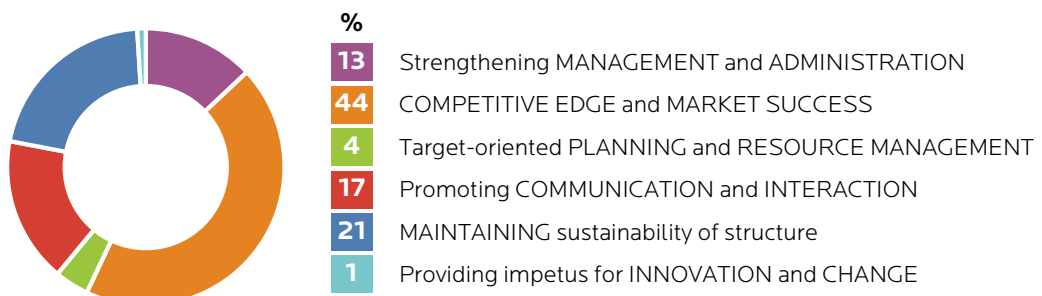 %
13 Strengthening MANAGEMENT and ADMINISTRATION
44 COMPETITIVE EDGE and MARKET SUCCESS
4 Target-oriented PLANNING and RESOURCE MANAGEMENT
17 Promoting COMMUNICATION and INTERACTION
21 MAINTAINING sustainability of structure
1 Providing impetus for INNOVATION and CHANGE